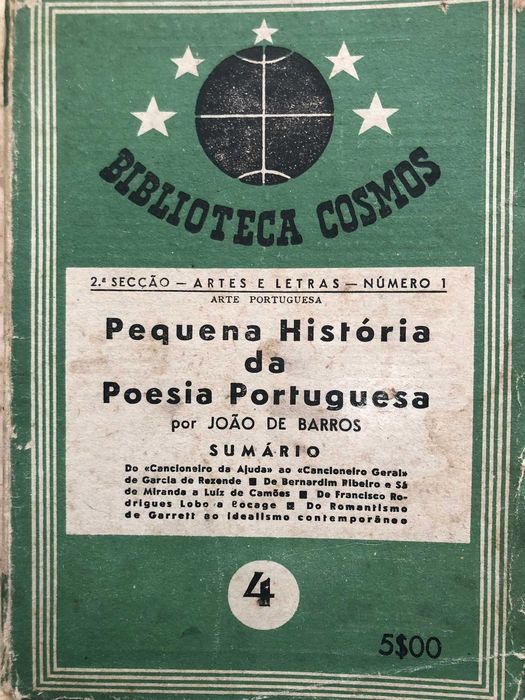 BIBLIOTECA COSMOS
2.ª SECÇÃO — ARTES E LETRAS — NÚMERO 1
ARTE PORTUGUESA
Pequena História
da
Poesia Portuguesa
por JOÃO DE BARROS
SUMÁRIO
Do «Cancioneiro da Ajuda» ao «Cancioneiro Geral»
de Garcia de Rezende ■ De Bernardim Ribeiro e Sá
de Miranda a Luíz de Camões ■ De Francisco Ro-
drigues Lobo a Bocage ■ Do Romantismo
de Garrett ao idealismo contemporâneo
4
5$00